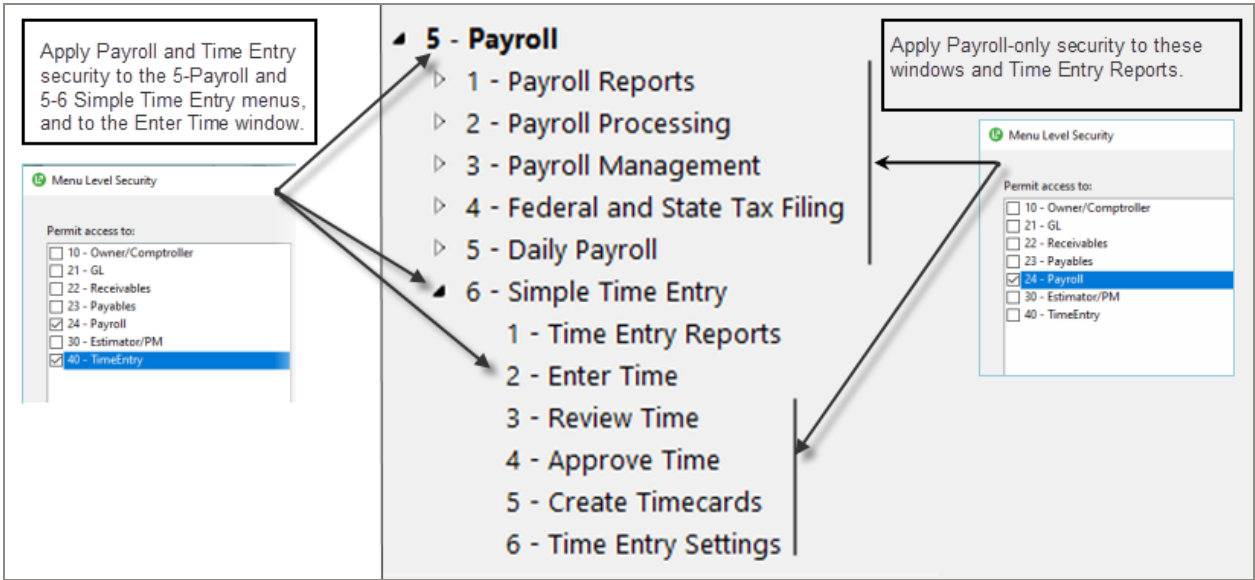 Apply Payroll and Time Entry
security to the 5-Payroll and
5-6 Simple Time Entry menus,
and to the Enter Time window.
Menu Level Security
Permit access to:
10 - Owner/Comptroller
21 - GL
22 - Receivables
23 - Payables
24 - Payroll
30 - Estimator/PM
40 - TimeEntry
5 - Payroll
1 - Payroll Reports
2 - Payroll Processing
3 - Payroll Management
4 - Federal and State Tax Filing
5 - Daily Payroll
6 - Simple Time Entry
1 - Time Entry Reports
2 - Enter Time
3 - Review Time
4 - Approve Time
5 - Create Timecards
6 - Time Entry Settings
Apply Payroll-only security to these
windows and Time Entry Reports.
Menu Level Security
Permit access to:
10 - Owner/Comptroller
21 - GL
22 - Receivables
23 - Payables
24 - Payroll
30 - Estimator/PM
40 - TimeEntry